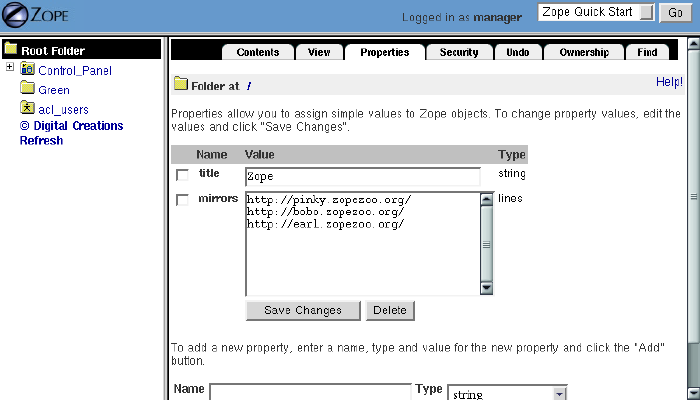 ZOPE
Logged in as manager
Zope Quick Start
Go
Root Folder
Control_Panel
Green
acl_users
© Digital Creations
Refresh
Contents View Properties Security Undo Ownership Find
Folder at /
Help!
Properties allow you to assign simple values to Zope objects. To change property values, edit the
values and click "Save Changes".
Name Value Type
title Zope string
mirrors http://pinky.zopezoo.org/ lines
http://bobo.zopezoo.org/
http://earl.zopezoo.org/
Save Changes Delete
To add a new property, enter a name, type and value for the new property and click the "Add"
button.
Name Type string